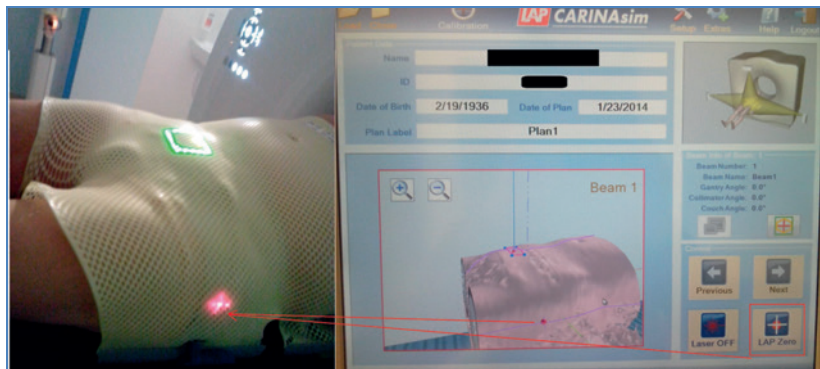 LAP CARINAsim
Calibration
Setup
Extras
Help
Logout
Name
ID
Date of Birth 2/19/1936 Date of Plan 1/23/2014
Plan Label Plan1
Beam 1
Beam Number: 1
Beam Name: Beam1
Gantry Angle: 0.0°
Collimator Angle: 0.0°
Couch Angle: 0.0°
Previous
Next
Laser OFF
LAP Zero